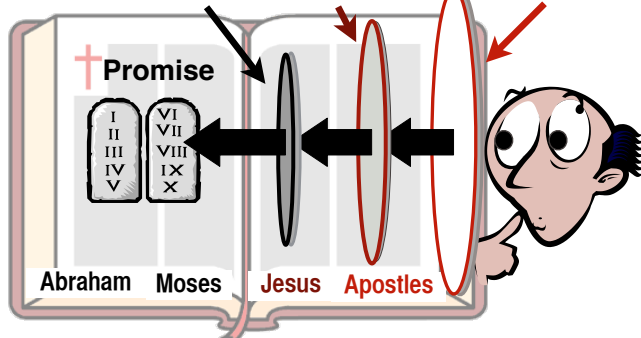 Promise
I
II
III
IV
V
VI
VII
VIII
IX
X
Abraham Moses Jesus Apostles